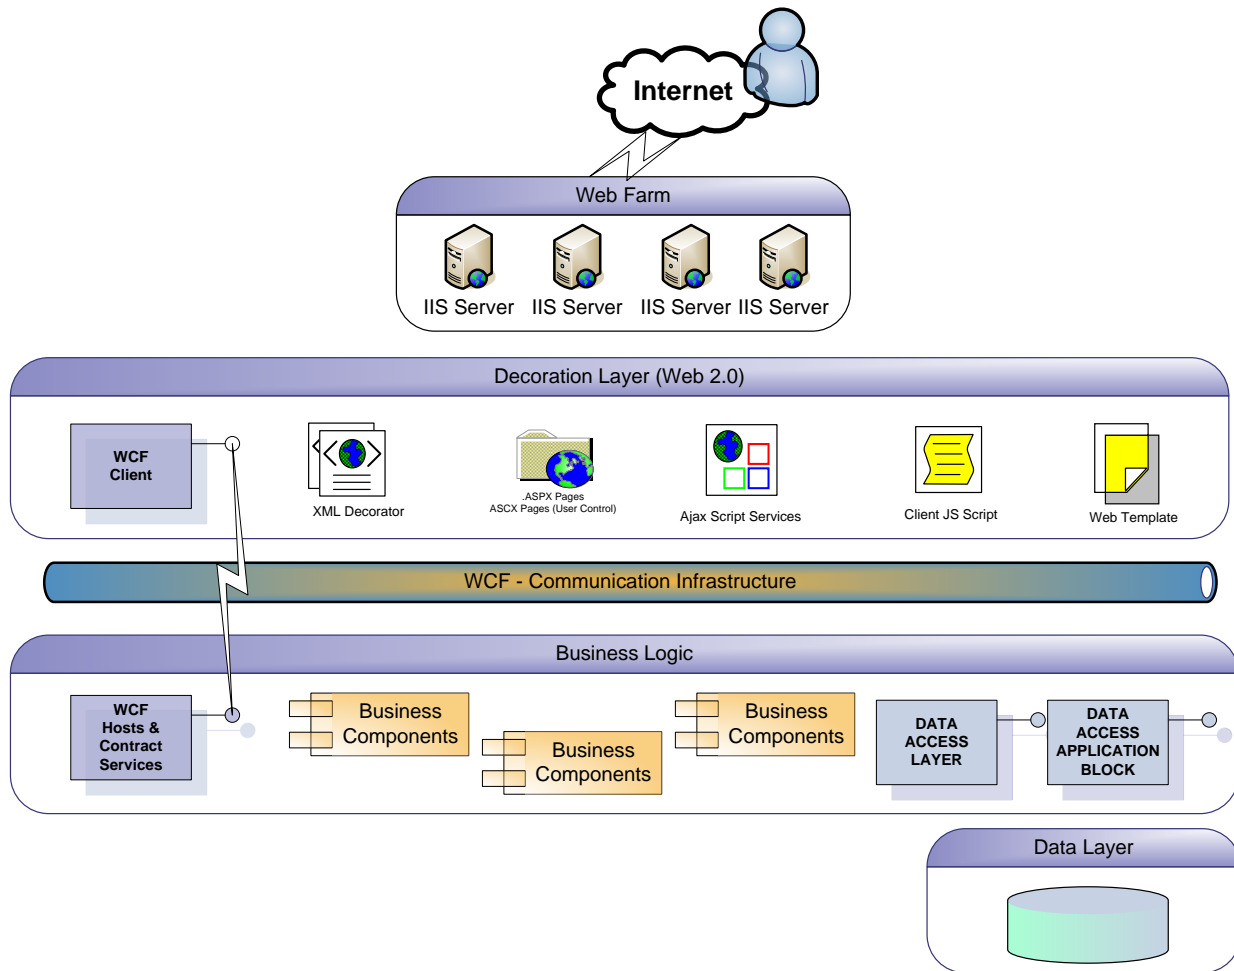 Internet
Web Farm
IIS Server
IIS Server
IIS Server
IIS Server
Decoration Layer (Web 2.0)
WCF
Client
XML Decorator
.ASPX Pages
ASCX Pages (User Control)
Ajax Script Services
Client JS Script
Web Template
WCF - Communication Infrastructure
Business Logic
WCF
Hosts &
Contract
Services
Business
Components
Business
Components
Business
Components
DATA
ACCESS
LAYER
DATA
ACCESS
APPLICATION
BLOCK
Data Layer